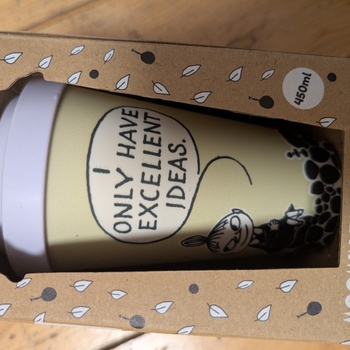 I
ONLY HAVE
EXCELLENT
IDEAS.
450ml